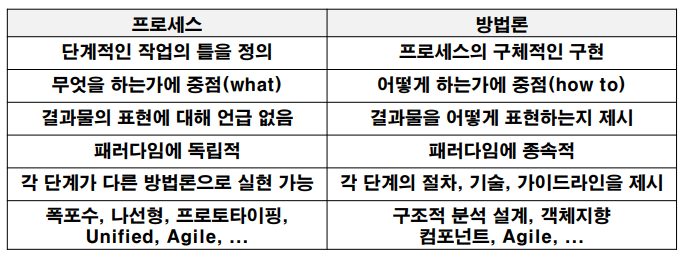 프로세스 방법론
단계적인 작업의 틀을 정의 프로세스의 구체적인 구현
무엇을 하는가에 중점(what) 어떻게 하는가에 중점(how to)
결과물의 표현에 대해 언급 없음 결과물을 어떻게 표현하는지 제시
패러다임에 독립적 패러다임에 종속적
각 단계가 다른 방법론으로 실현 가능 각 단계의 절차, 기술, 가이드라인을 제시
폭포수, 나선형, 프로토타이핑, 구조적 분석 설계, 객체지향
Unified, Agile, ... 컴포넌트, Agile, ...